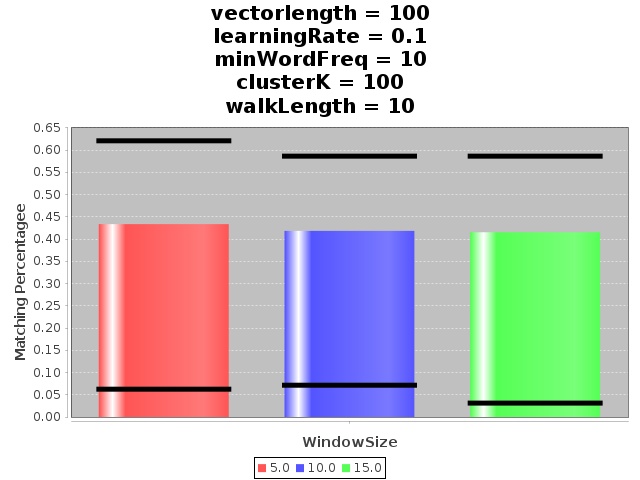 vectorlength = 100
learningRate = 0.1
minWordFreq = 10
clusterK = 100
walkLength = 10
0.65
0.60
0.55
0.50
0.45
0.40
0.35
0.30
0.25
0.20
0.15
0.10
0.05
0.00
Matching Percentagee
WindowSize
5.0 10.0 15.0